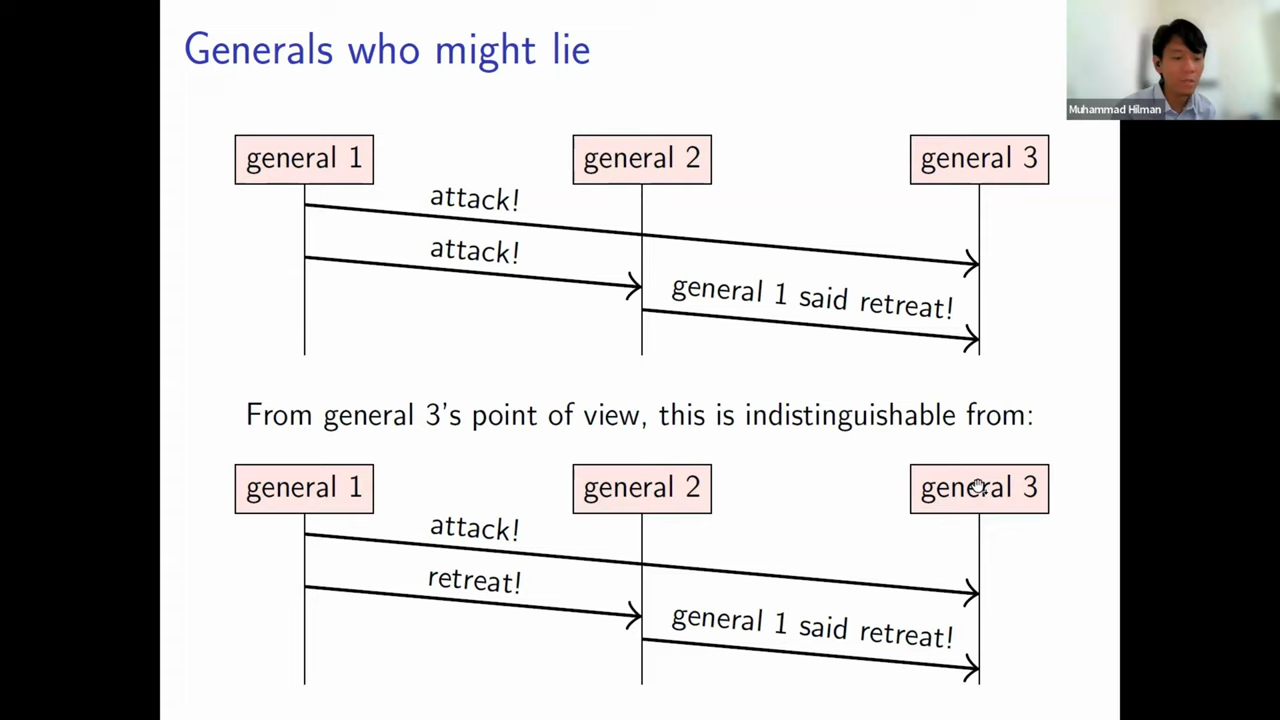 Generals who might lie
Muhammad Hilman
general 1
general 2
general 3
attack!
attack!
general 1 said retreat!
From general 3's point of view, this is indistinguishable from:
general 1
general 2
general 3
attack!
retreat!
general 1 said retreat!